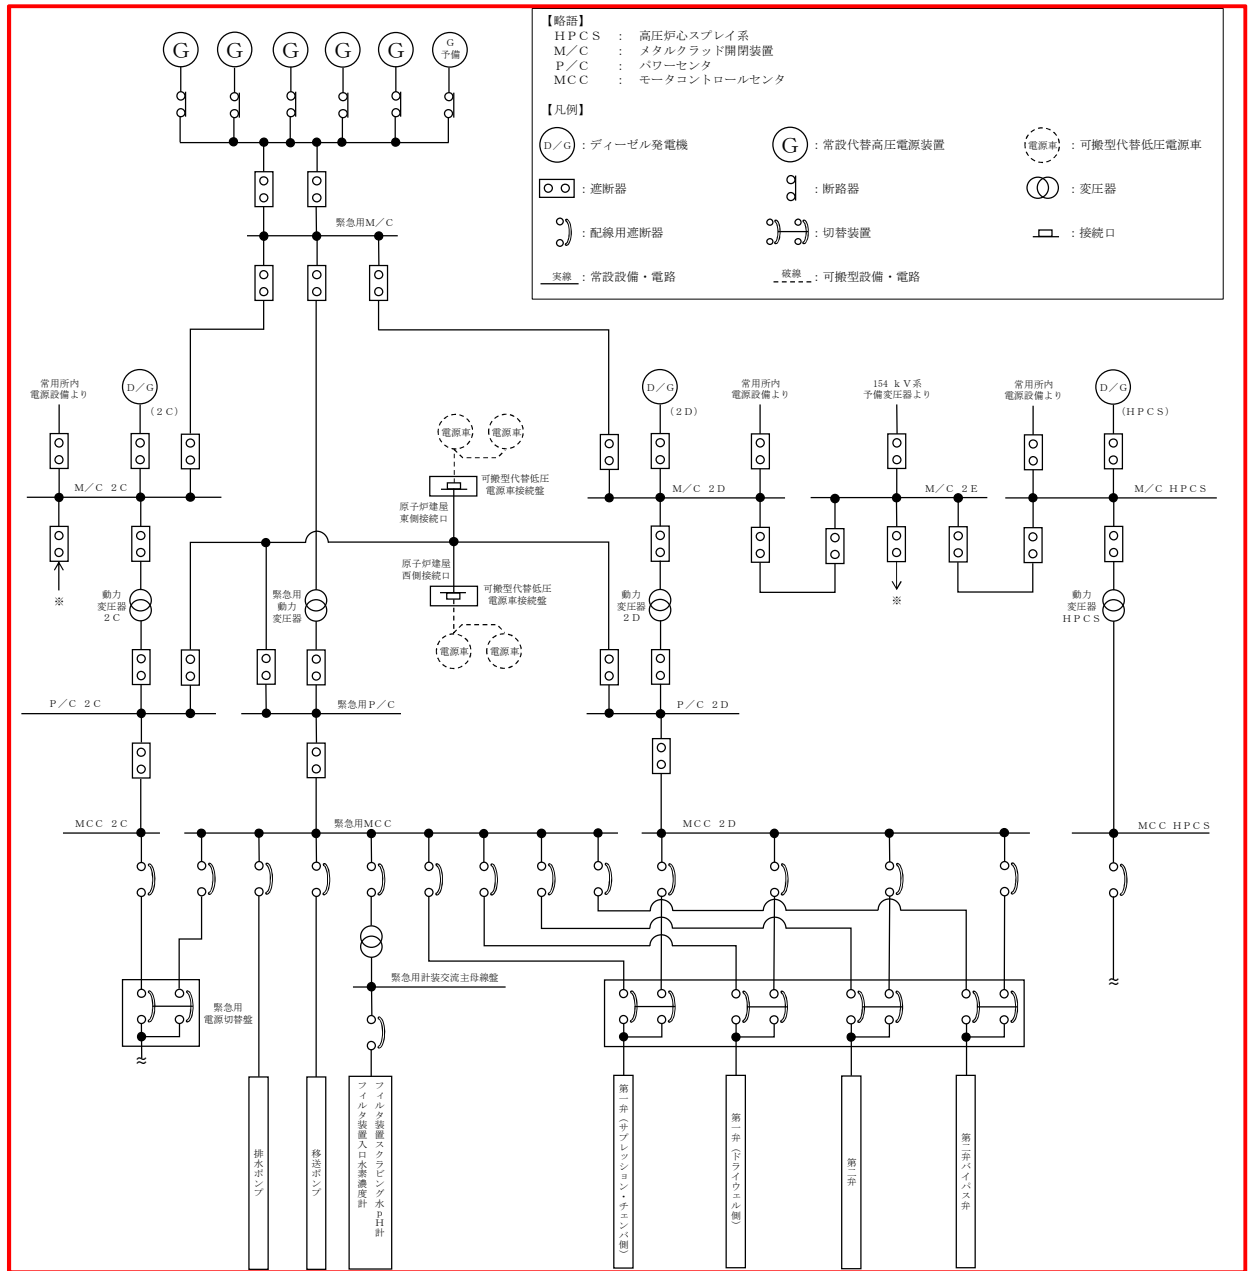 【略語】
HPCS : 高圧炉心スプレイ系
M/C : メタルクラッド開閉装置
P/C : パワーセンタ
MCC : モータコントロールセンタ
【凡例】
D/G : ディーゼル発電機
G : 常設代替高圧電源装置
電源車 : 可搬型代替低圧電源車
: 遮断器
: 断路器
: 変圧器
: 配線用遮断器
: 切替装置
: 接続口
実線 : 常設設備・電路
破線 : 可搬型設備・電路
G
G
G
G
G
G
予備
緊急用M/C
常用所内
電源設備より
D/G
(2C)
電源車
電源車
D/G
(2D)
常用所内
電源設備より
154 kV系
予備変圧器より
常用所内
電源設備より
D/G
(HPCS)
M/C 2C
可搬型代替低圧
電源車接続盤
M/C 2D
M/C 2E
M/C HPCS
原子炉建屋
東側接続口
原子炉建屋
西側接続口
可搬型代替低圧
電源車接続盤
※
動力
変圧器
2C
緊急用
動力
変圧器
電源車
電源車
動力
変圧器
2D
※
動力
変圧器
HPCS
P/C 2C
緊急用P/C
P/C 2D
MCC 2C
緊急用MCC
MCC 2D
MCC HPCS
緊急用計装交流主母線盤
緊急用
電源切替盤
排水ポンプ
移送ポンプ
フィルタ装置スクラビング水pH計
フィルタ装置入口水素濃度計
第一弁(サプレッション・チェンバ側)
第一弁(ドライウェル側)
第二弁
第二弁バイパス弁